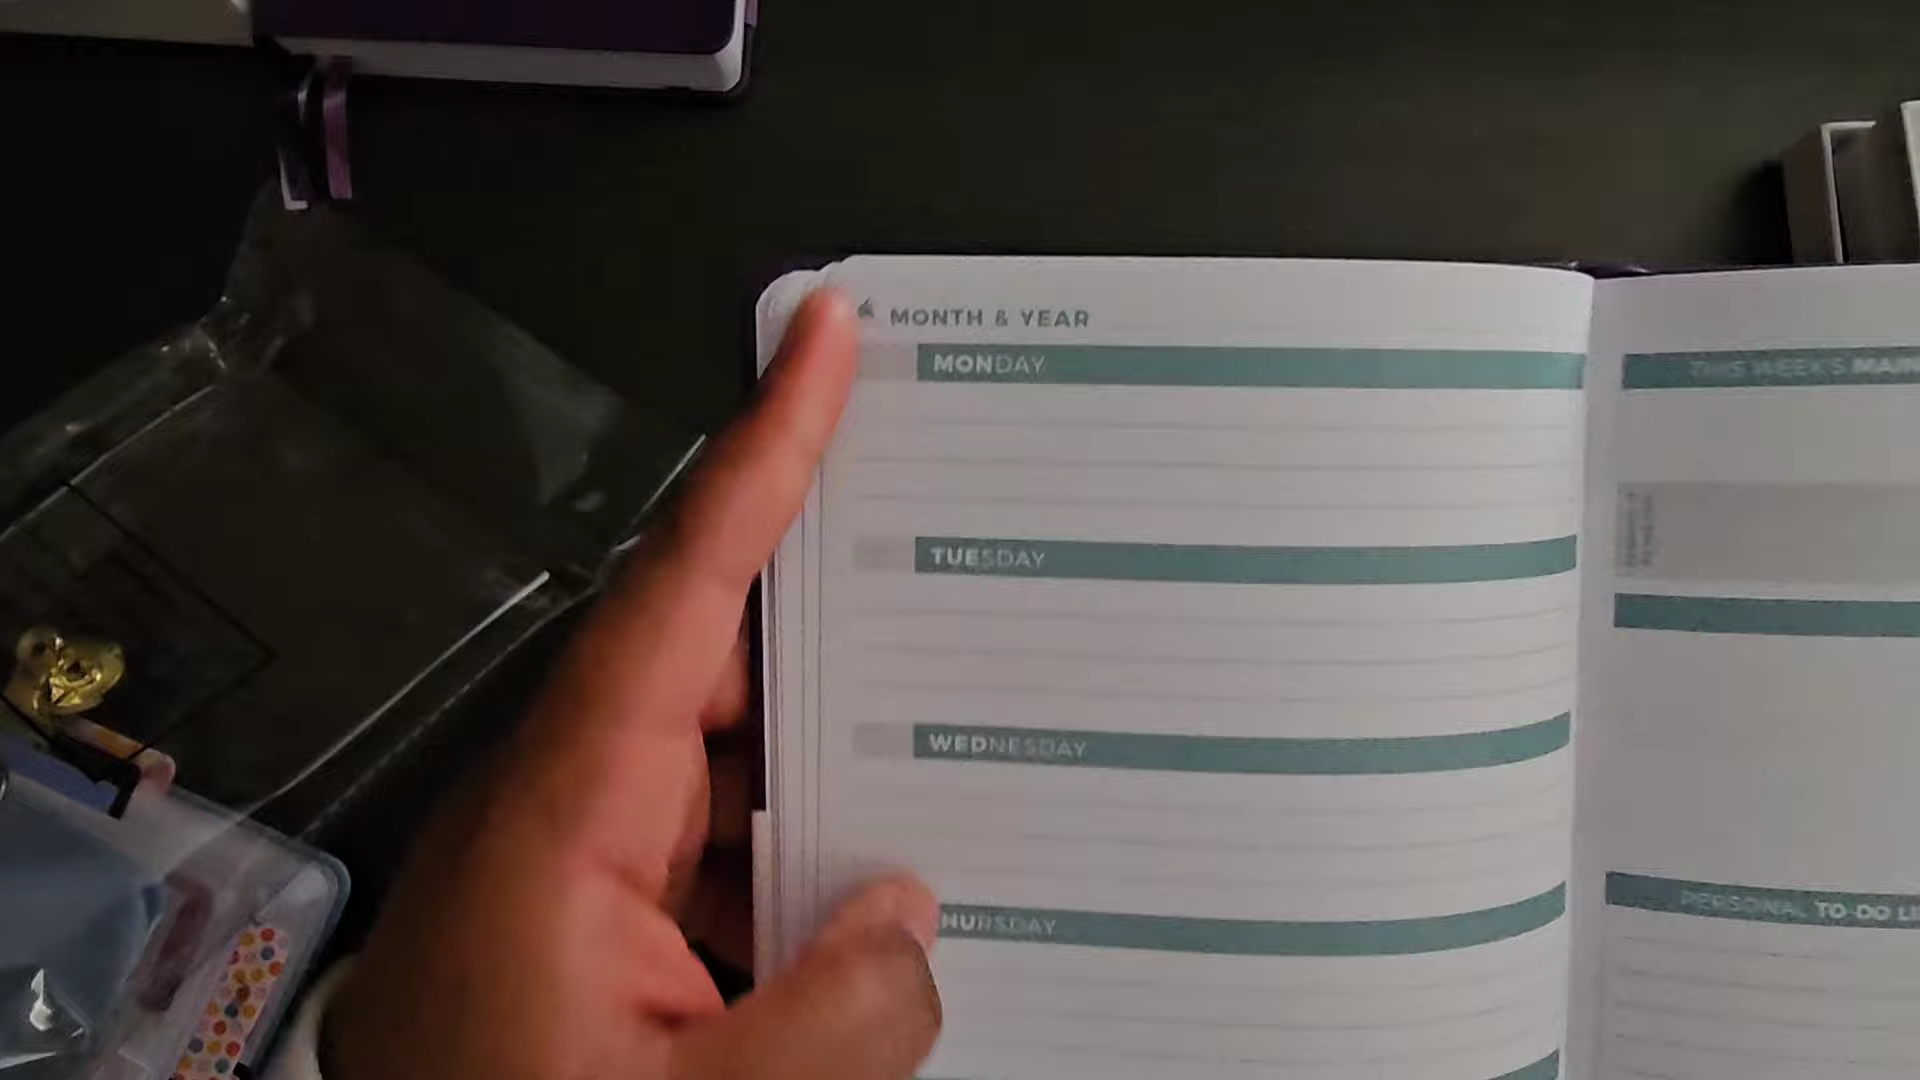 MONTH & YEAR
MONDAY
TUESDAY
WEDNESDAY
HURSDAY
THIS WEEK'S MAIN
PERSONAL TO-DO LI